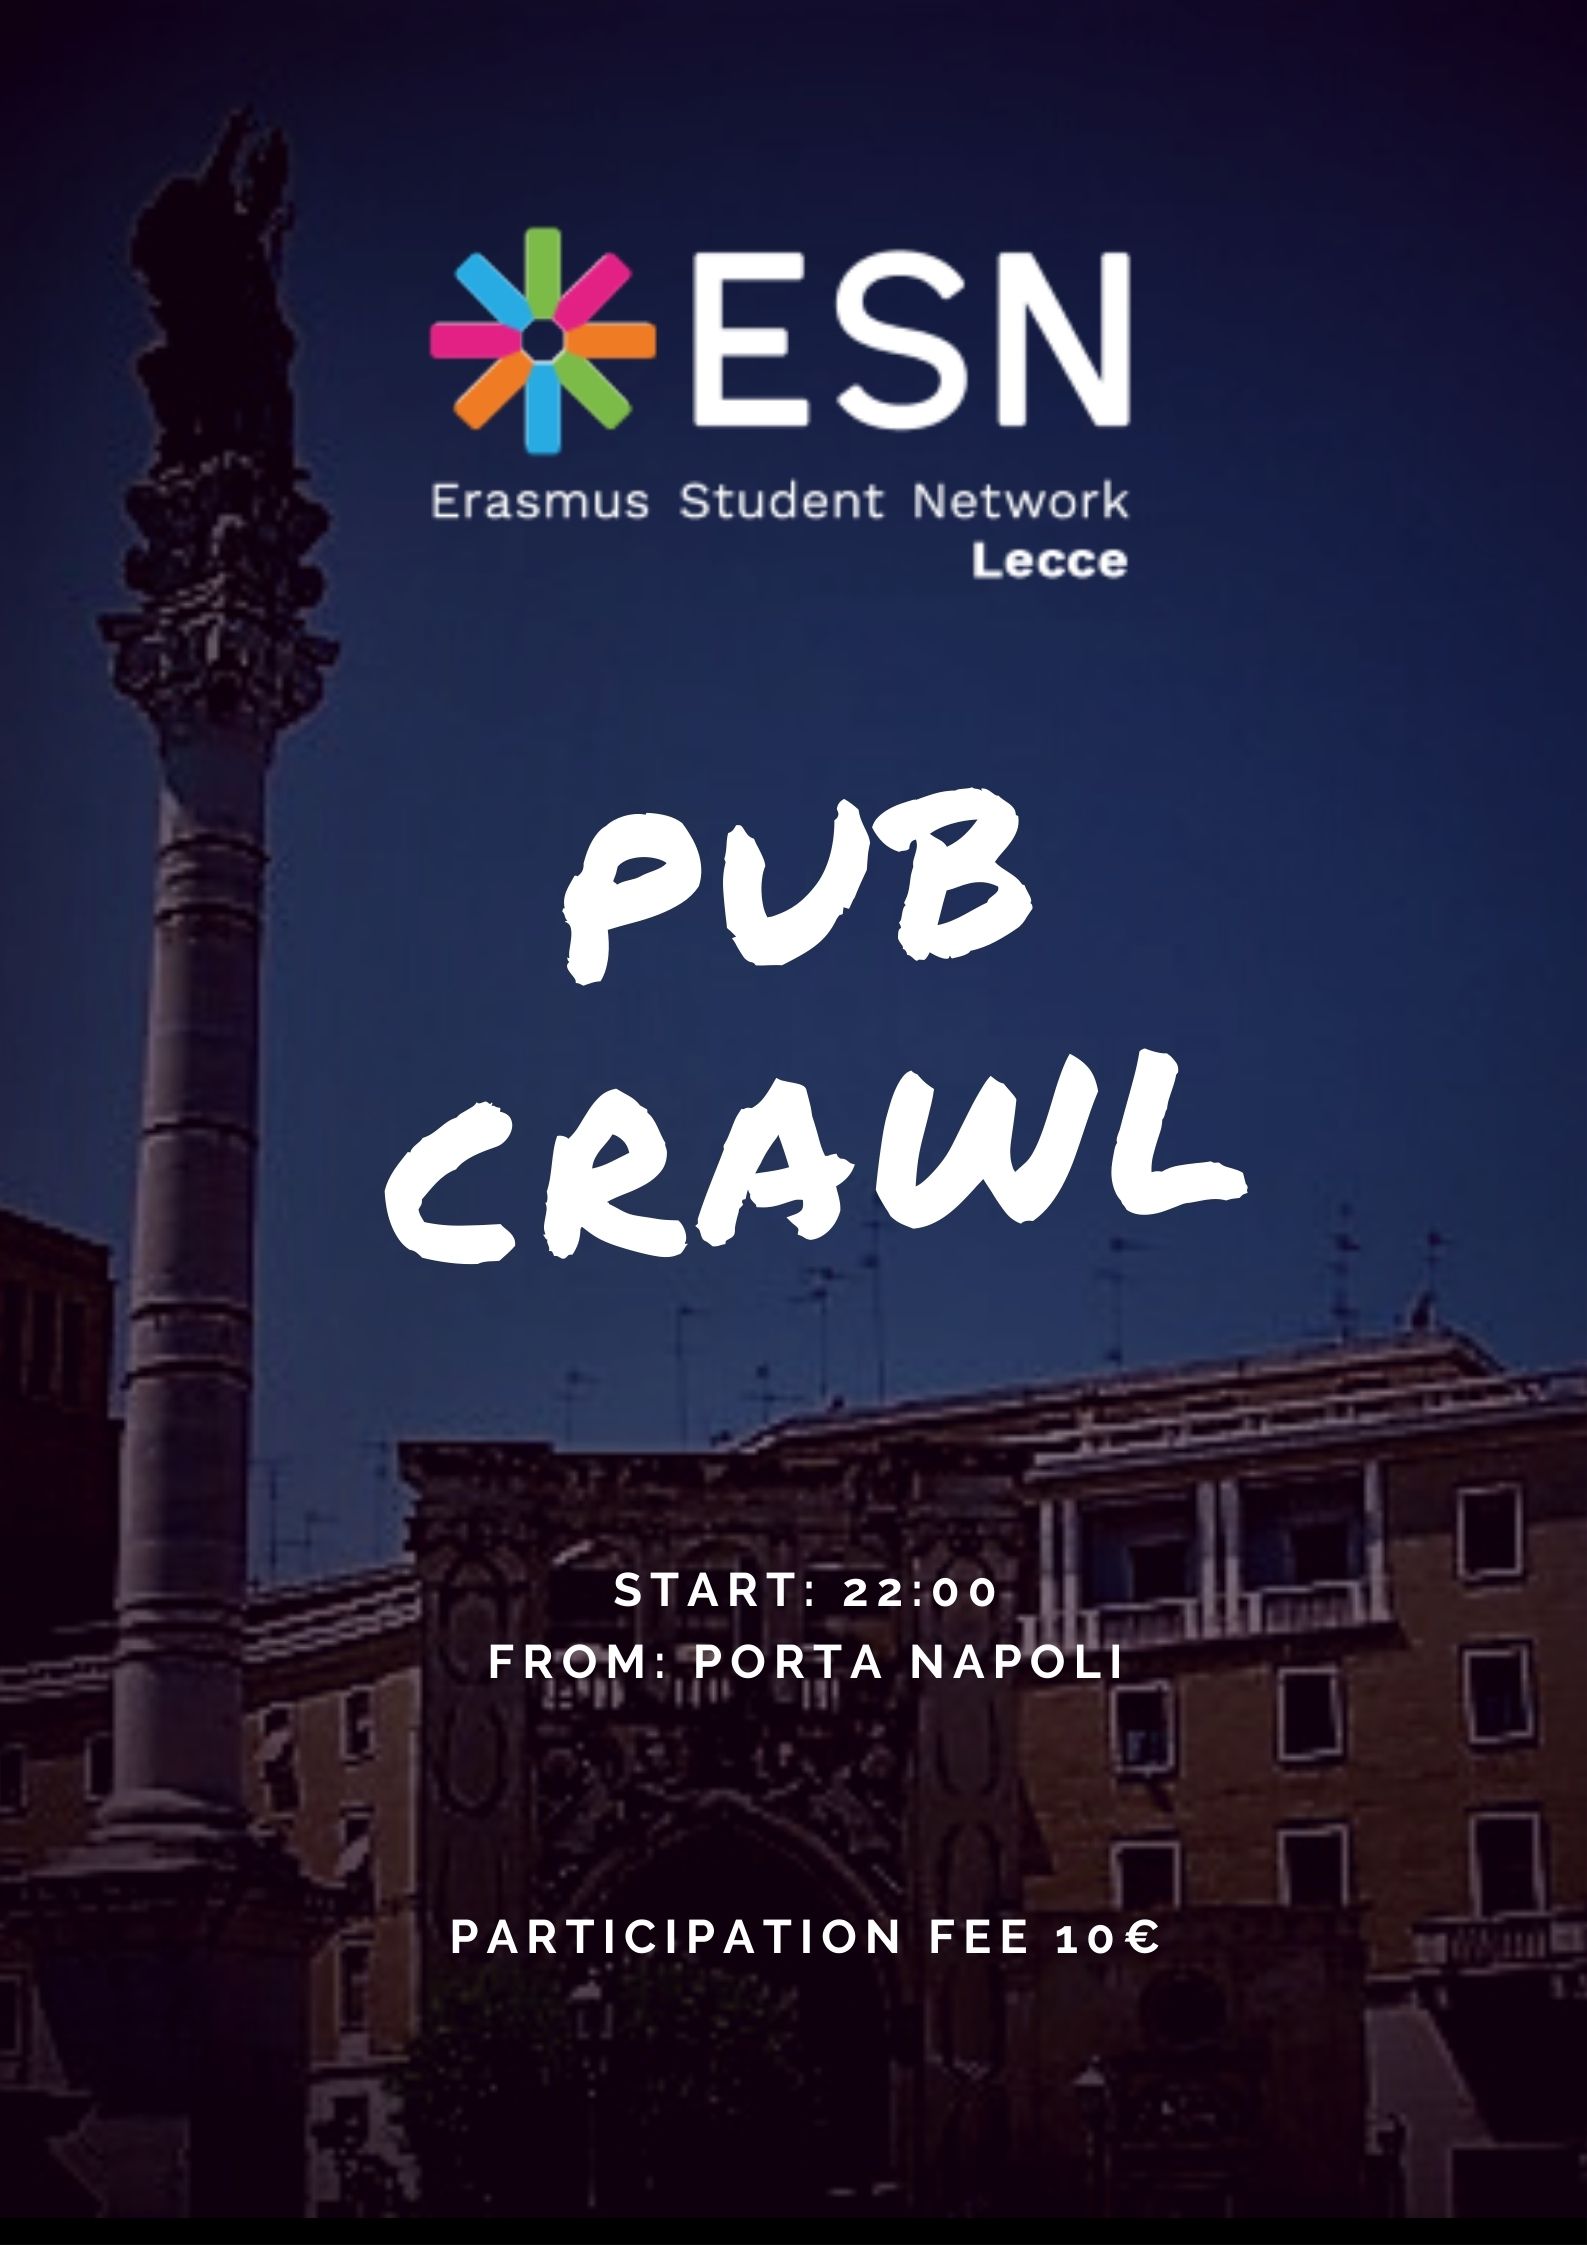 ESN
Erasmus Student Network
Lecce
PUB
CRAWL
START: 22:00
FROM: PORTA NAPOLI
PARTICIPATION FEE 10€